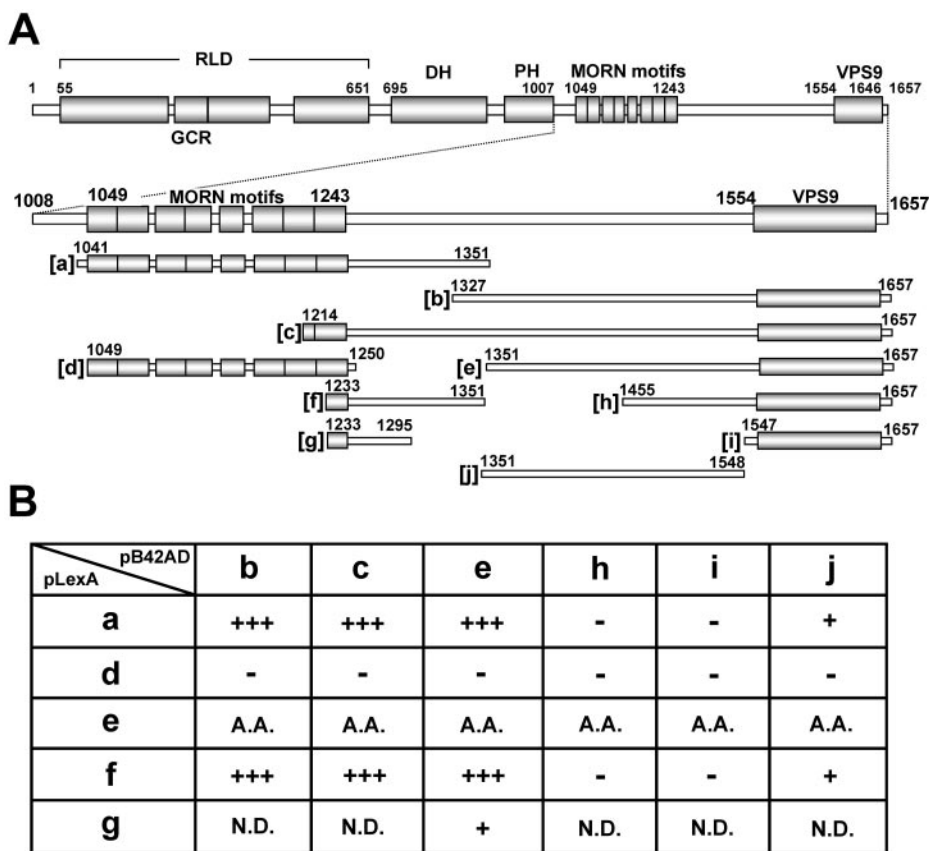 A
RLD
1 55 651 695 DH PH 1007 MORN motifs 1049 1243 VPS9 1554 1646 1657
GCR
1008 1049 MORN motifs 1243 1554 VPS9 1657
[a] 1041 1351
[b] 1327 1657
[c] 1214 1657
[d] 1049 1250 [e] 1351 1657
[f] 1233 1351 [h] 1455 1657
[g] 1233 1295 [i] 1547 1657
[j] 1351 1548
B
pLexA pB42AD b c e h i j
a +++ +++ +++ - - +
d - - - - - -
e A.A. A.A. A.A. A.A. A.A. A.A.
f +++ +++ +++ - - +
g N.D. N.D. + N.D. N.D. N.D.